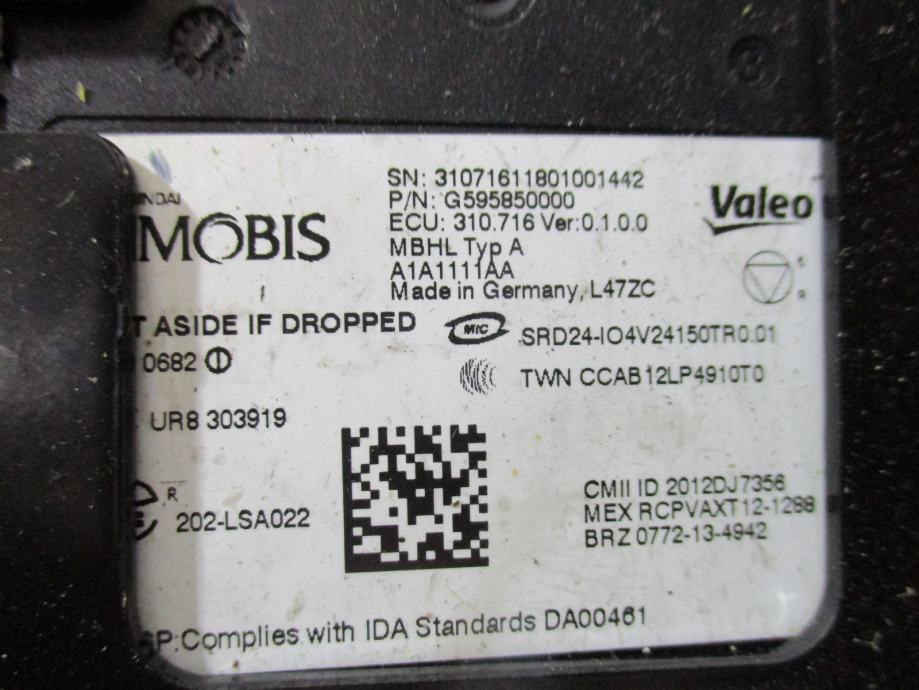 MOBIS
SN: 31071611801001442
P/N: G595850000
ECU: 310.716 Ver:0.1.0.0
MBHL Typ A
A1A1111AA
Made in Germany, L47ZC
Valeo
T ASIDE IF DROPPED
MIC SRD24-IO4V24150TR0.01
0682
TWN CCAB12LP4910T0
UR8 303919
R
202-LSA022
CMII ID 2012DJ7356
MEX RCPVAXT12-1288
BRZ 0772-13-4942
Complies with IDA Standards DA00461